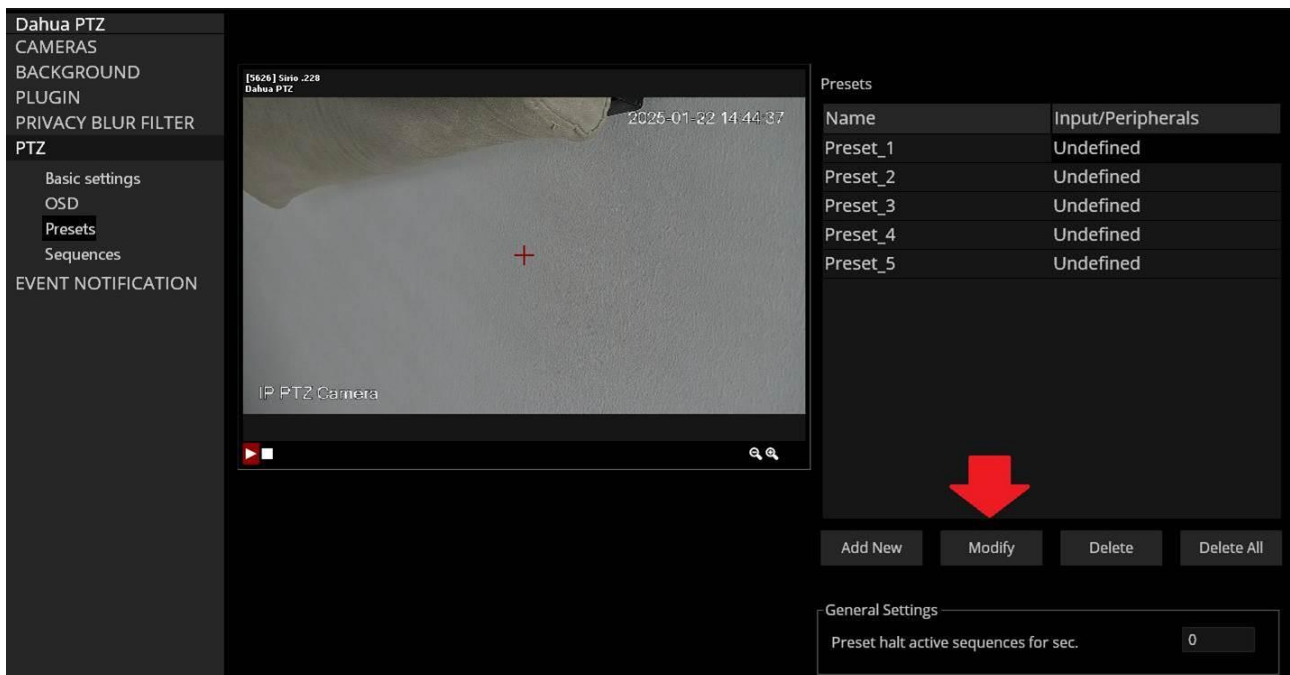 Dahua PTZ
CAMERAS
BACKGROUND
PLUGIN
PRIVACY BLUR FILTER
PTZ
Basic settings
OSD
Presets
Sequences
EVENT NOTIFICATION
[5626] Sirio .228
Dahua PTZ
2025-01-22 14:44:37
IP PTZ Camera
Presets
Name Input/Peripherals
Preset_1 Undefined
Preset_2 Undefined
Preset_3 Undefined
Preset_4 Undefined
Preset_5 Undefined
Add New Modify Delete Delete All
General Settings
Preset halt active sequences for sec. 0